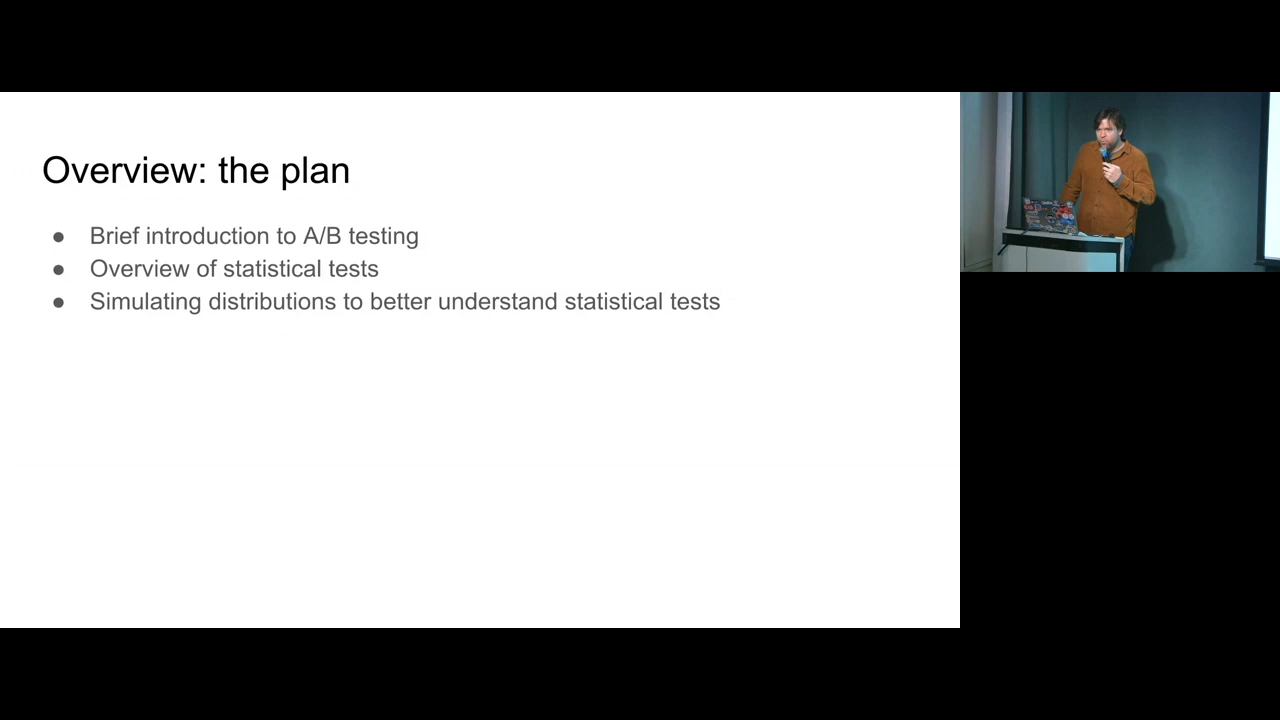 Overview: the plan
● Brief introduction to A/B testing
● Overview of statistical tests
● Simulating distributions to better understand statistical tests